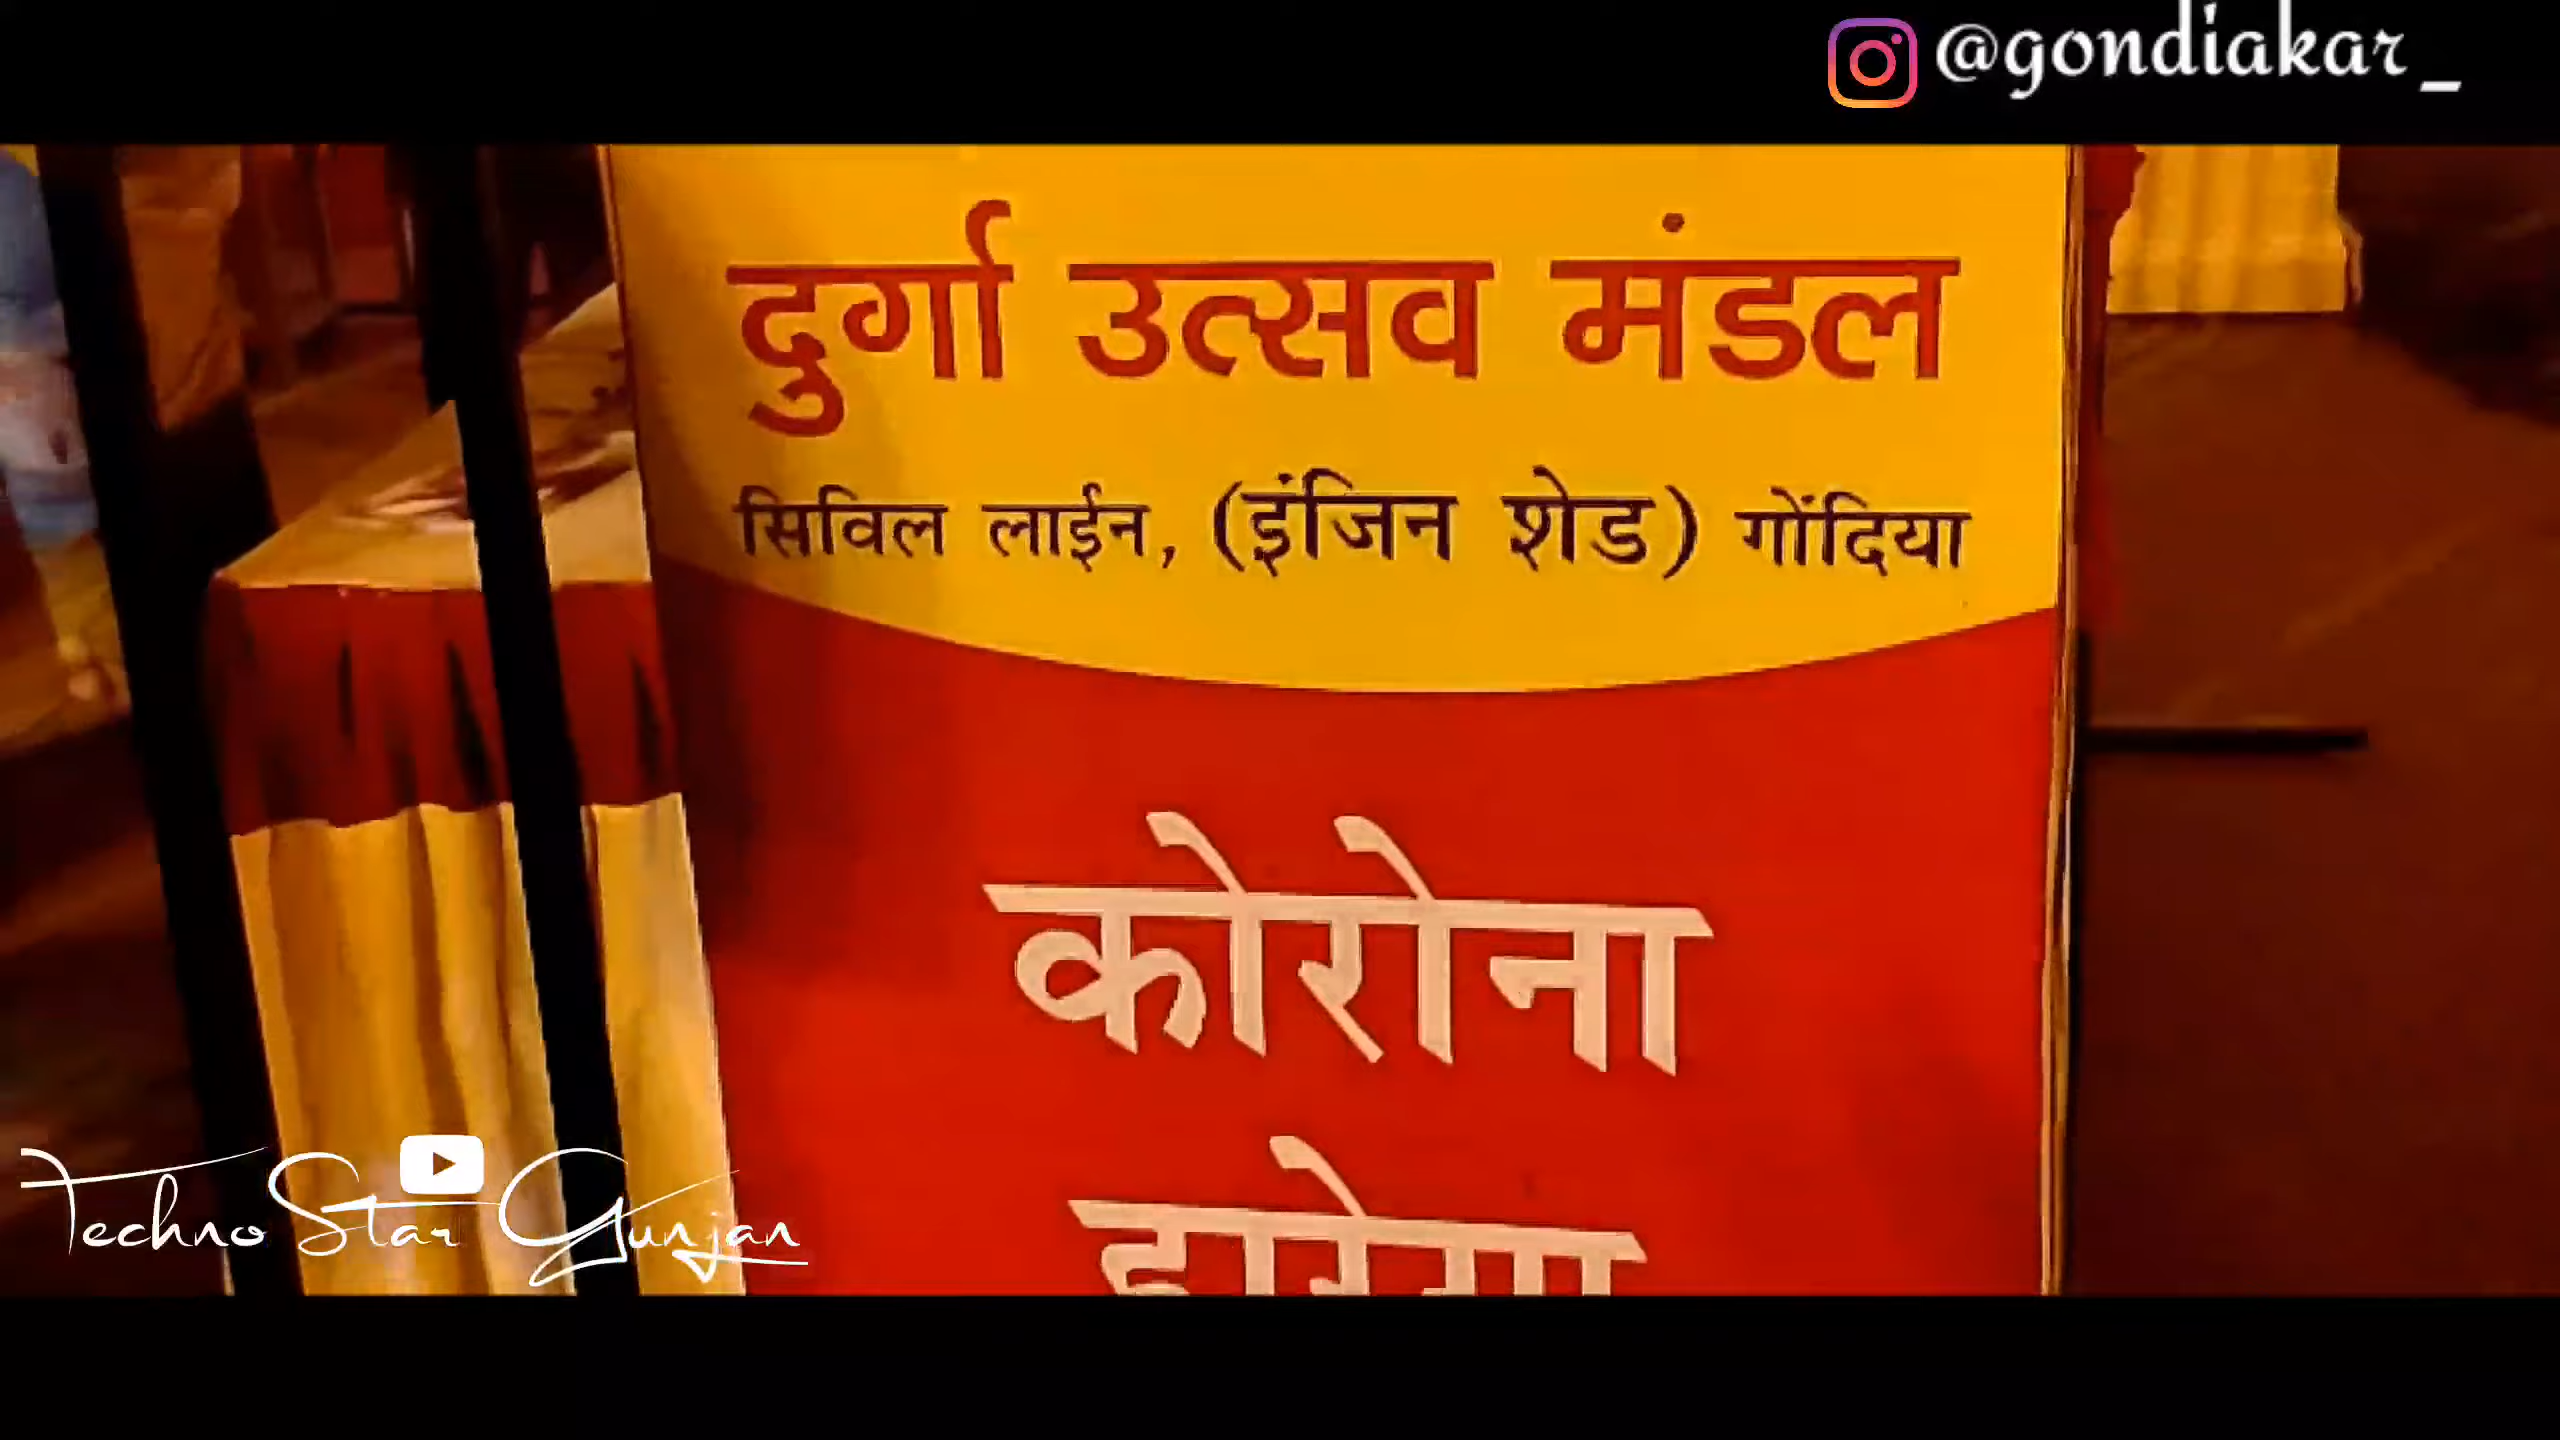 @gondiakar_
दुर्गा उत्सव मंडल
सिविल लाईन, (इंजिन शेड) गोंदिया
कोरोना
हारेगा
Techno Star Gunjan